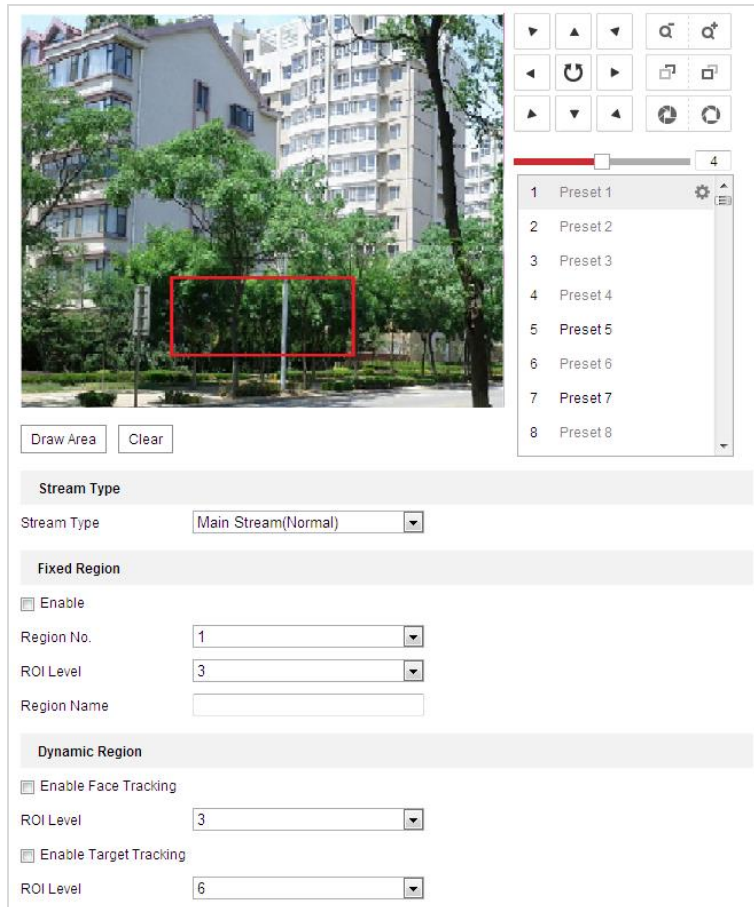 4
1 Preset 1
2 Preset 2
3 Preset 3
4 Preset 4
5 Preset 5
6 Preset 6
7 Preset 7
8 Preset 8
Draw Area Clear
Stream Type
Stream Type Main Stream(Normal)
Fixed Region
Enable
Region No. 1
ROI Level 3
Region Name
Dynamic Region
Enable Face Tracking
ROI Level 3
Enable Target Tracking
ROI Level 6